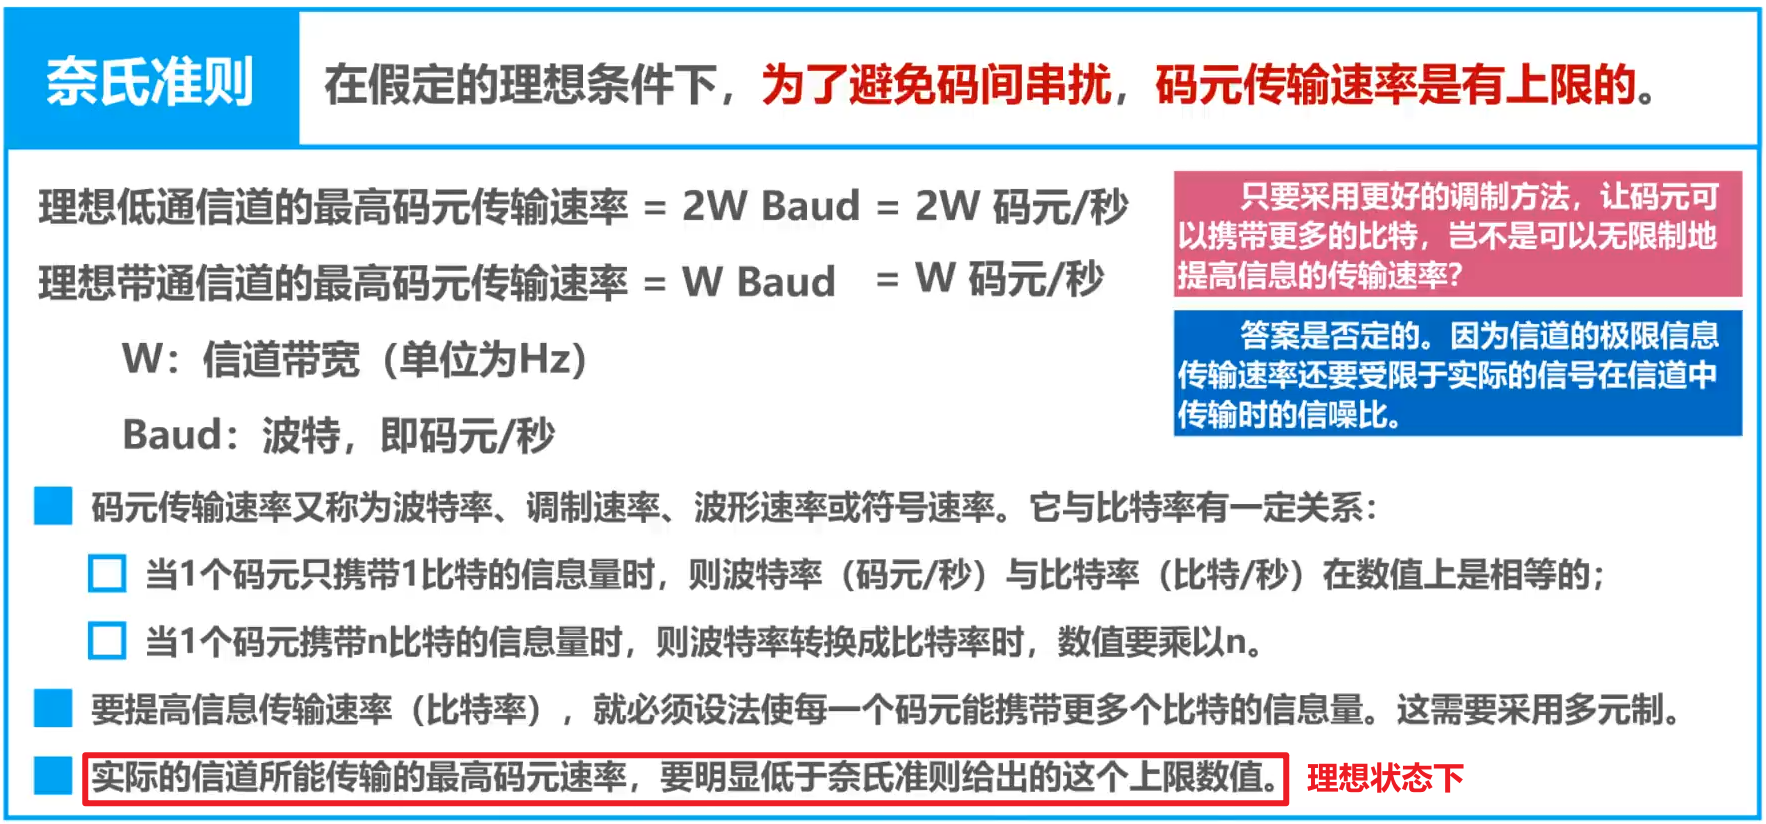 奈氏准则
在假定的理想条件下，为了避免码间串扰，码元传输速率是有上限的。
理想低通信道的最高码元传输速率 = 2W Baud = 2W 码元/秒
理想带通信道的最高码元传输速率 = W Baud = W 码元/秒
W：信道带宽（单位为Hz）
Baud：波特，即码元/秒
只要采用更好的调制方法，让码元可
以携带更多的比特，岂不是可以无限制地
提高信息的传输速率？
答案是否定的。因为信道的极限信息
传输速率还要受限于实际的信号在信道中
传输时的信噪比。
码元传输速率又称为波特率、调制速率、波形速率或符号速率。它与比特率有一定关系：
当1个码元只携带1比特的信息量时，则波特率（码元/秒）与比特率（比特/秒）在数值上是相等的；
当1个码元携带n比特的信息量时，则波特率转换成比特率时，数值要乘以n。
要提高信息传输速率（比特率），就必须设法使每一个码元能携带更多个比特的信息量。这需要采用多元制。
实际的信道所能传输的最高码元速率，要明显低于奈氏准则给出的这个上限数值。 理想状态下